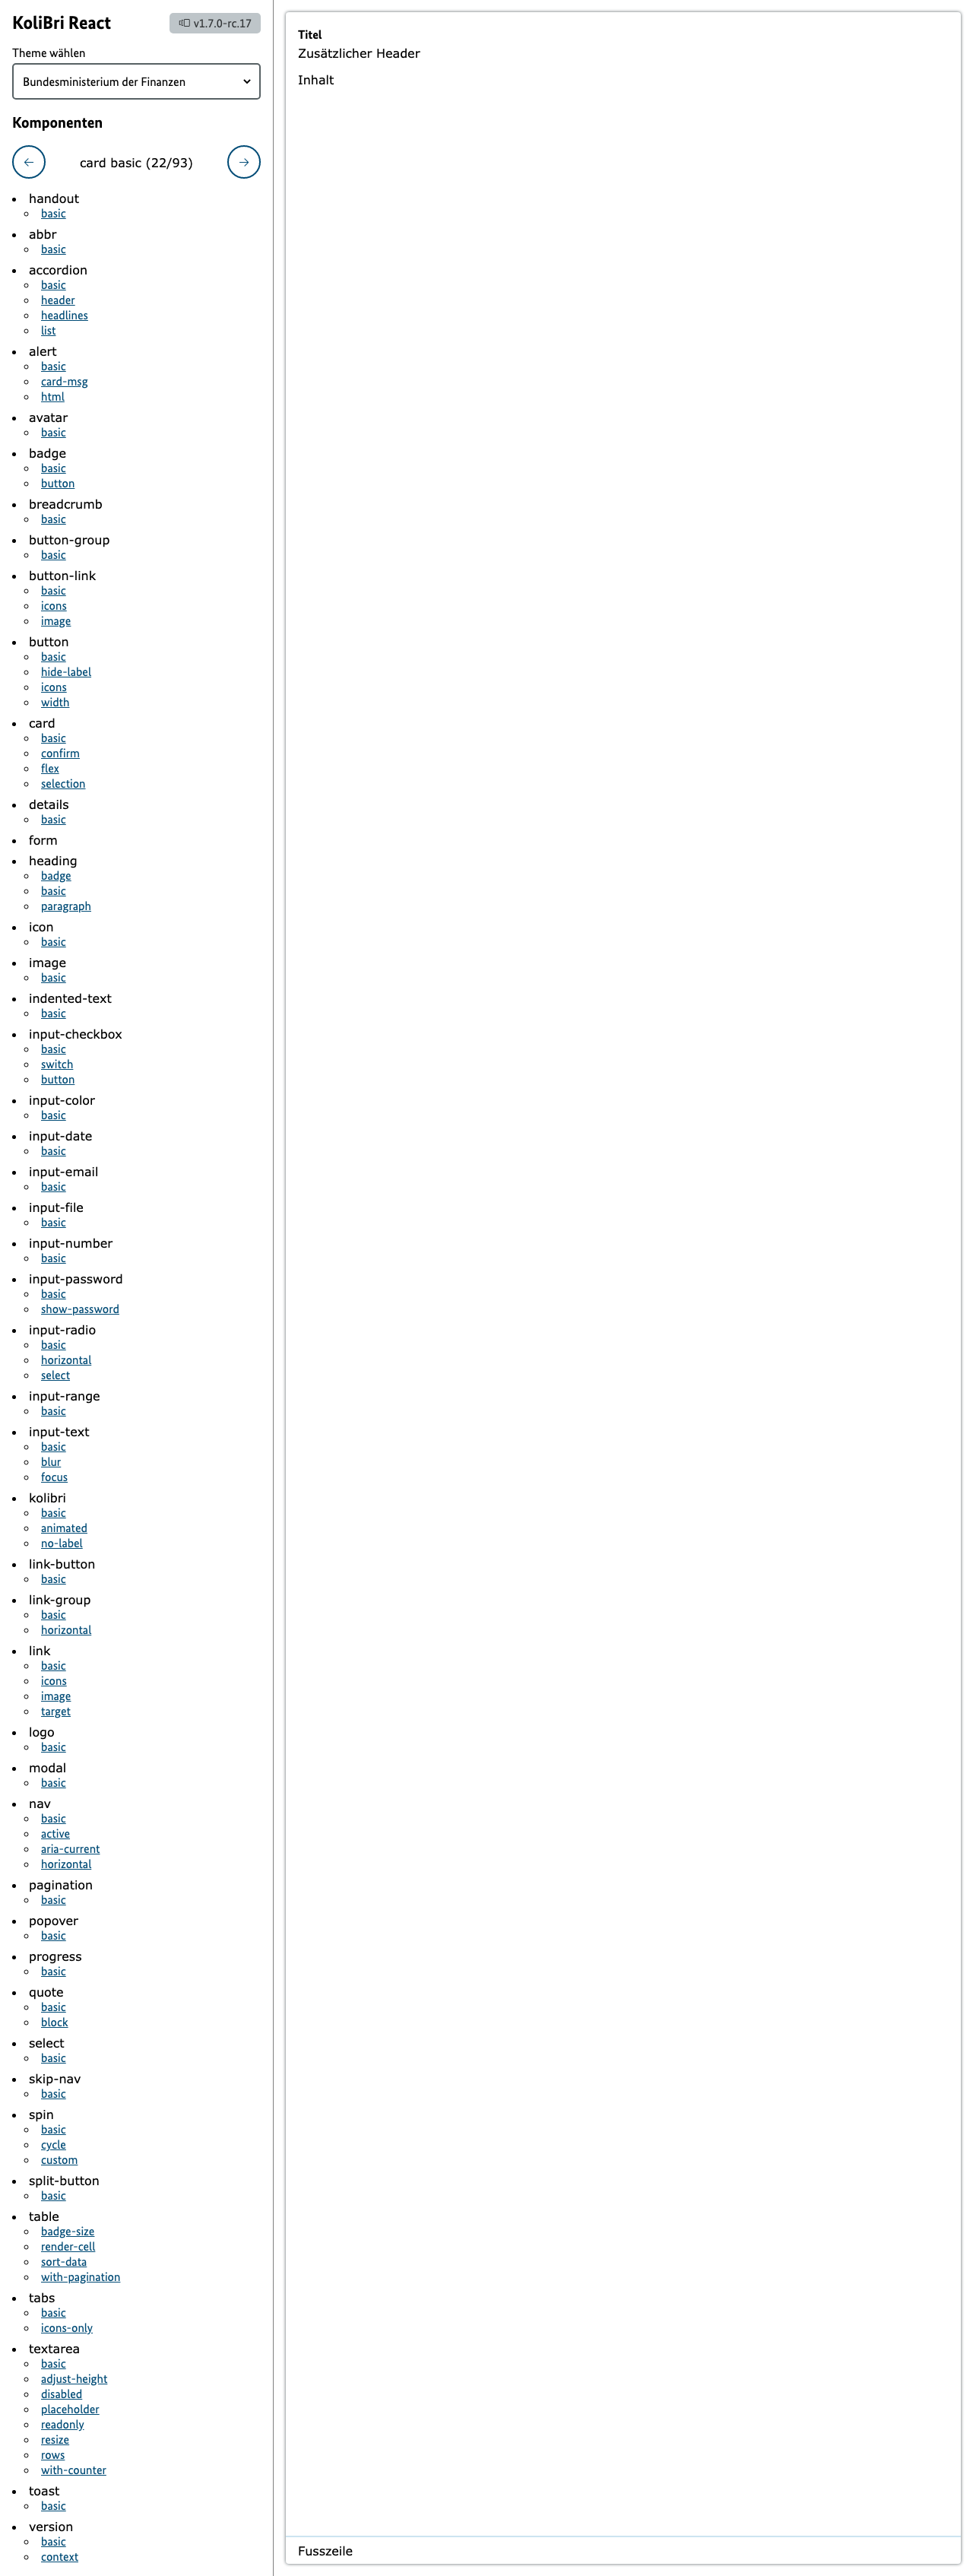 KoliBri React
v1.7.0-rc.17
Theme wählen
Bundesministerium der Finanzen
Komponenten
card basic (22/93)
handout
basic
abbr
basic
accordion
basic
header
headlines
list
alert
basic
card-msg
html
avatar
basic
badge
basic
button
breadcrumb
basic
button-group
basic
button-link
basic
icons
image
button
basic
hide-label
icons
width
card
basic
confirm
flex
selection
details
basic
form
heading
badge
basic
paragraph
icon
basic
image
basic
indented-text
basic
input-checkbox
basic
switch
button
input-color
basic
input-date
basic
input-email
basic
input-file
basic
input-number
basic
input-password
basic
show-password
input-radio
basic
horizontal
select
input-range
basic
input-text
basic
blur
focus
kolibri
basic
animated
no-label
link-button
basic
link-group
basic
horizontal
link
basic
icons
image
target
logo
basic
modal
basic
nav
basic
active
aria-current
horizontal
pagination
basic
popover
basic
progress
basic
quote
basic
block
select
basic
skip-nav
basic
spin
basic
cycle
custom
split-button
basic
table
badge-size
render-cell
sort-data
with-pagination
tabs
basic
icons-only
textarea
basic
adjust-height
disabled
placeholder
readonly
resize
rows
with-counter
toast
basic
version
basic
context
Titel
Zusätzlicher Header
Inhalt
Fusszeile